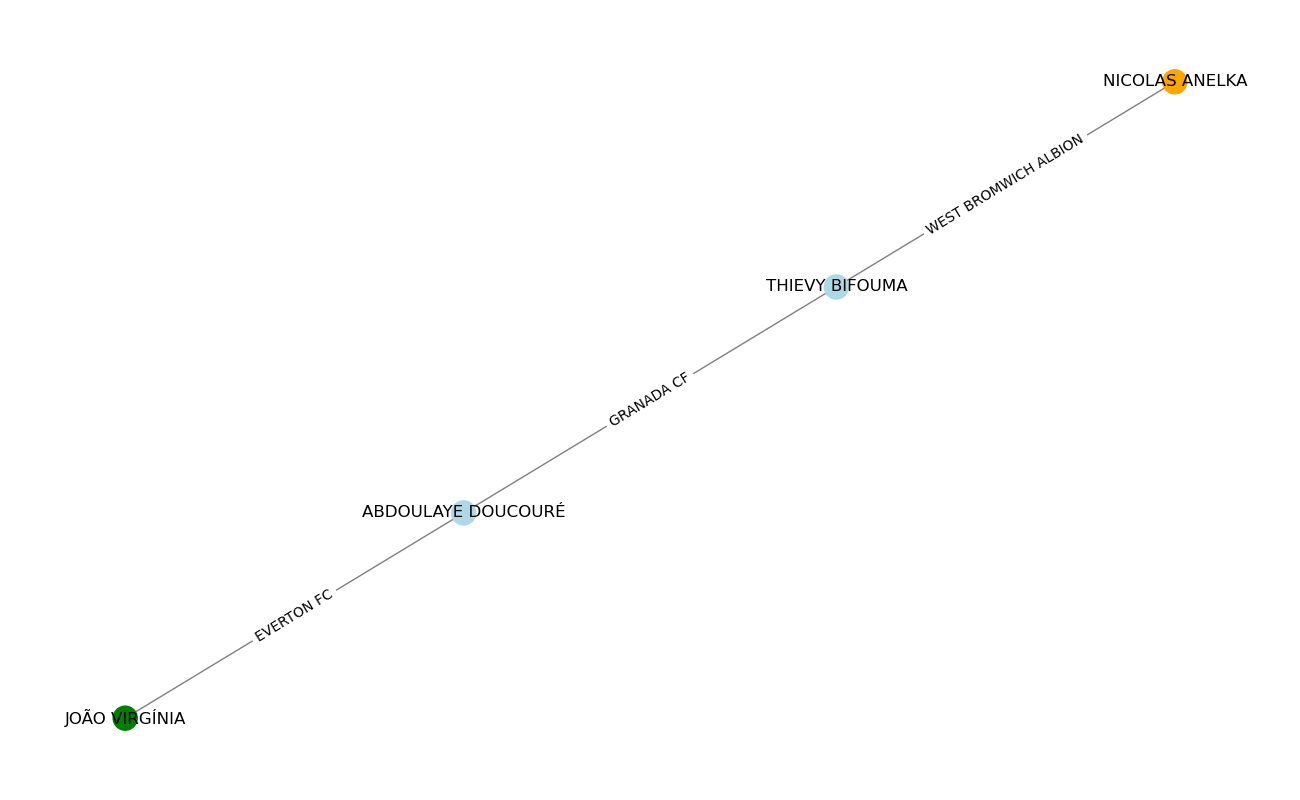 NICOLAS ANELKA
WEST BROMWICH ALBION
THIEVY BIFOUMA
GRANADA CF
ABDOULAYE DOUCOURÉ
EVERTON FC
JOÃO VIRGÍNIA